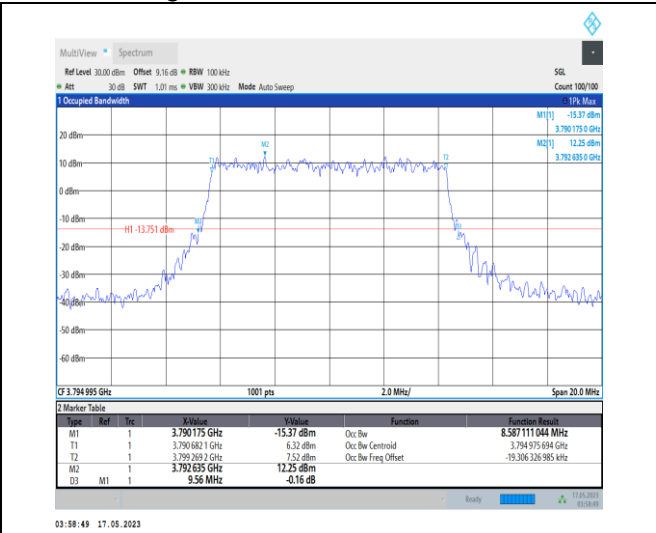 MultiView Spectrum
Ref Level 30.00 dBm Offset 9.16 dB RBW 100 kHz SGL
Att 30 dB SWT 1.01 ms VBW 300 kHz Mode Auto Sweep Count 100/100
1 Occupied Bandwidth 1Pk Max
M1[1] -15.37 dBm
3.790 175 0 GHz
M2[1] 12.25 dBm
3.792 635 0 GHz
20 dBm
M2
T1
T2
10 dBm
0 dBm
-10 dBm
H1 -13.751 dBm
-20 dBm
-30 dBm
-40 dBm
-50 dBm
-60 dBm
CF 3.794 995 GHz 1001 pts 2.0 MHz/ Span 20.0 MHz
2 Marker Table
Type Ref Trc X-Value Y-Value Function Function Result
M1 1 3.790175 GHz -15.37 dBm Occ Bw 8.587 111 044 MHz
T1 1 3.790 682 1 GHz 6.32 dBm Occ Bw Centroid 3.794 975 694 GHz
T2 1 3.799 269 2 GHz 7.52 dBm Occ Bw Freq Offset -19.306 326 985 kHz
M2 1 3.792635 GHz 12.25 dBm
D3 M1 1 9.56 MHz -0.16 dB
Ready 17.05.2023
03:58:49
03:58:49 17.05.2023